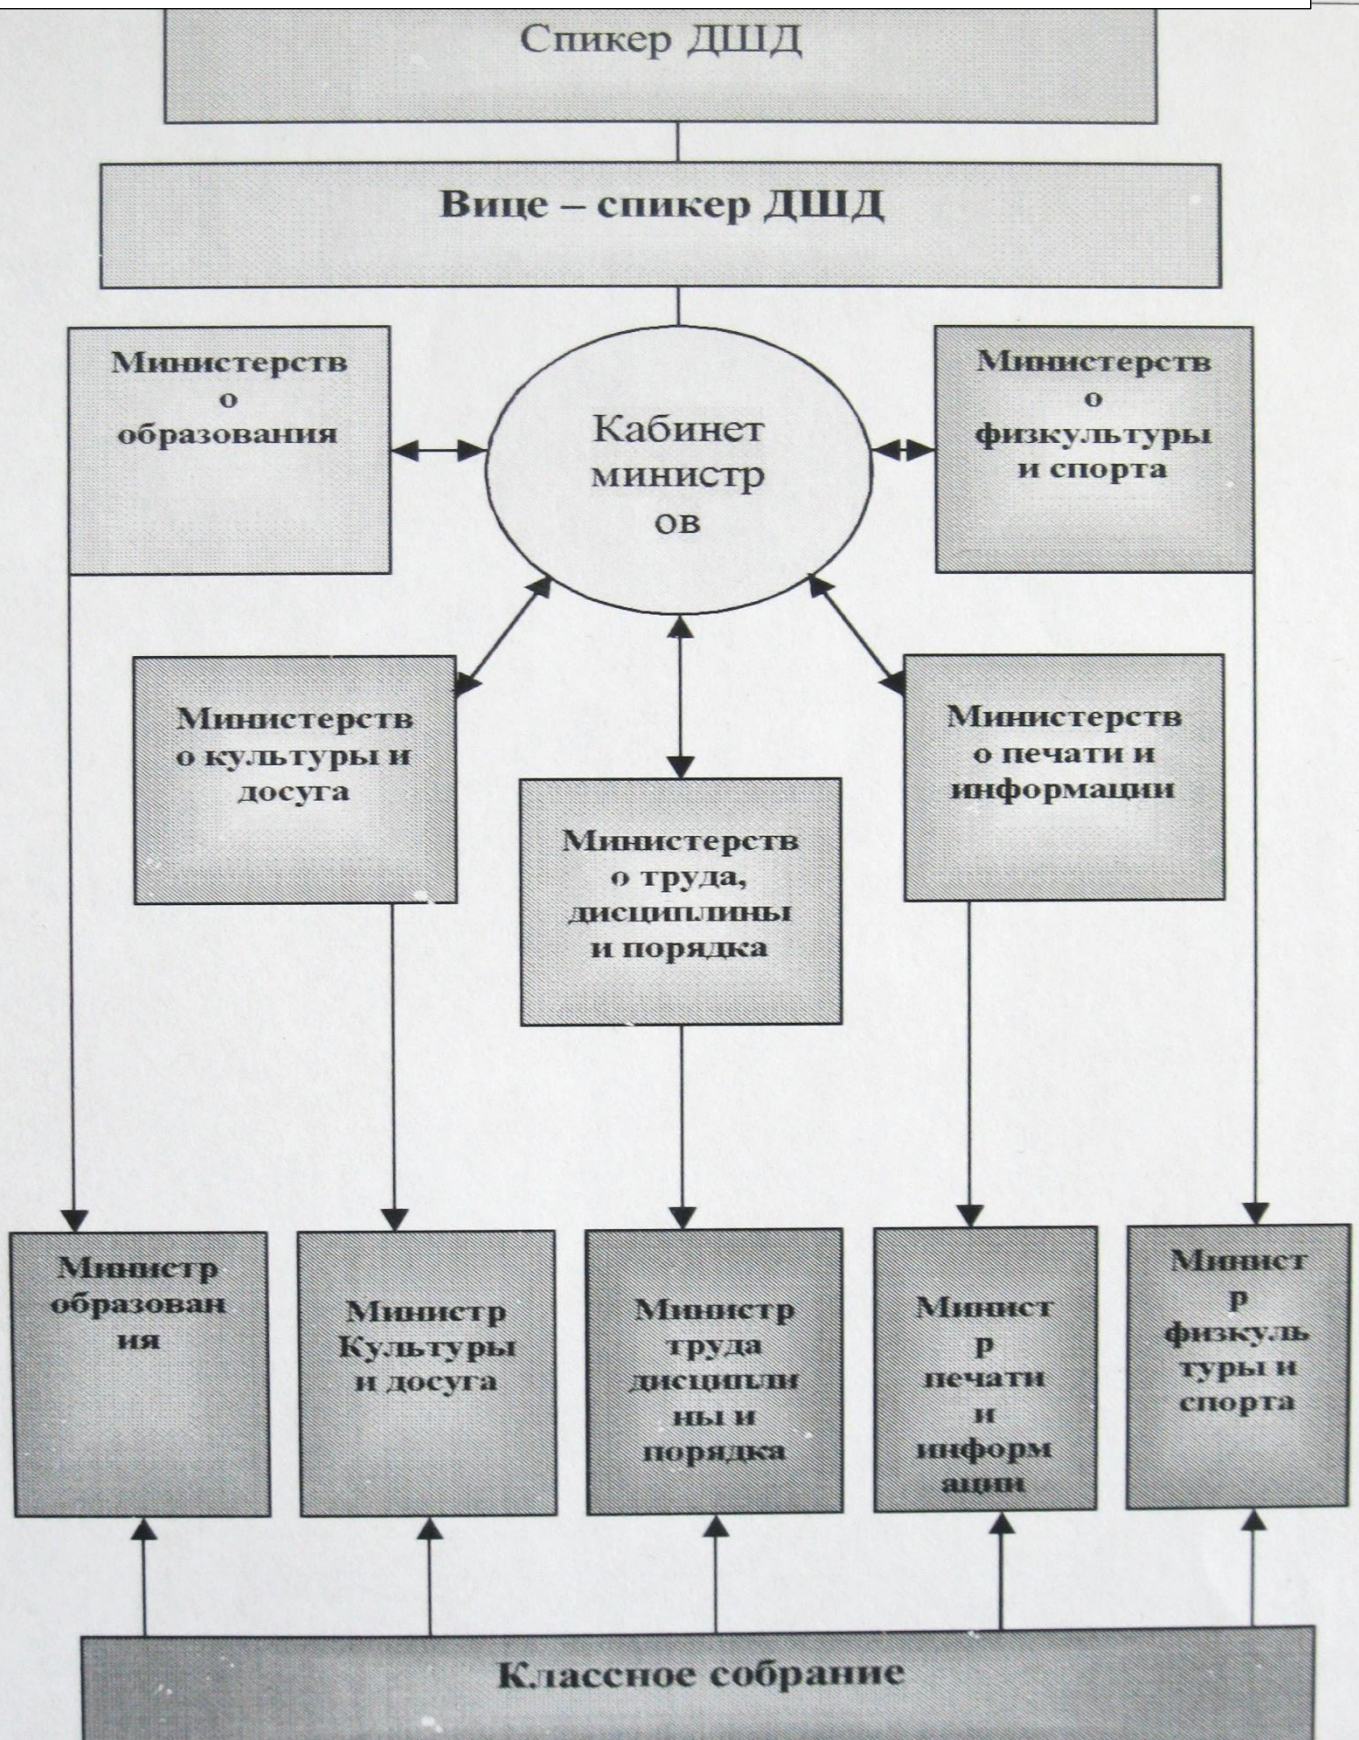 Спикер ДШД
Вице – спикер ДШД
Министерств
о
образования
Кабинет
министр
ов
Министерств
о
физкультуры
и спорта
Министерств
о культуры и
досуга
Министерств
о труда,
дисциплины
и порядка
Министерств
о печати и
информации
Министр
образован
ия
Министр
Культуры
и досуга
Министр
труда
дисципли
ны и
порядка
Минист
р
печати
и
информ
ации
Минист
р
физкуль
туры и
спорта
Классное собрание